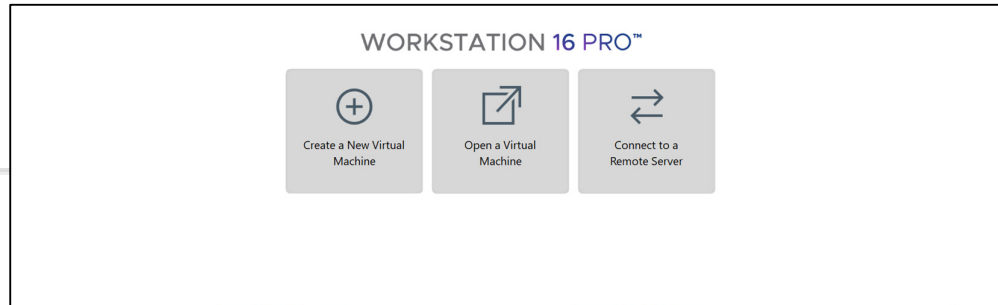 WORKSTATION 16 PRO™
Create a New Virtual
Machine
Open a Virtual
Machine
Connect to a
Remote Server